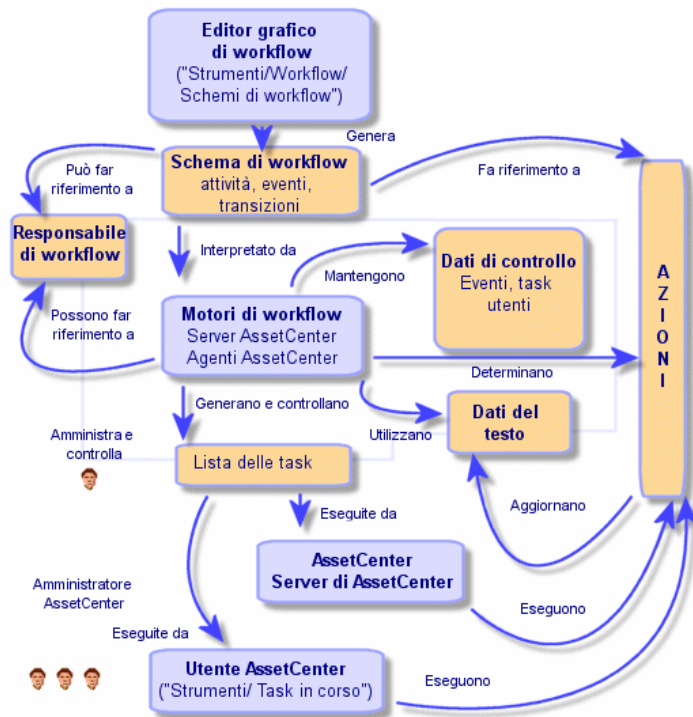 Editor grafico
di workflow
("Strumenti/Workflow/
Schemi di workflow")
Genera
Può far
riferimento a
Schema di workflow
attività, eventi,
transizioni
Fa riferimento a
Responsabile
di workflow
Interpretato da
Mantengono
Dati di controllo
Eventi, task
utenti
A
Z
I
O
N
I
Possono far
riferimento a
Motori di workflow
Server AssetCenter
Agenti AssetCenter
Determinano
Generano e controllano
Utilizzano
Dati del
testo
Amministra e
controlla
Lista delle task
Aggiornano
Eseguite da
AssetCenter
Server di AssetCenter
Amministratore
AssetCenter
Eseguono
Eseguite da
Utente AssetCenter
("Strumenti/ Task in corso")
Eseguono